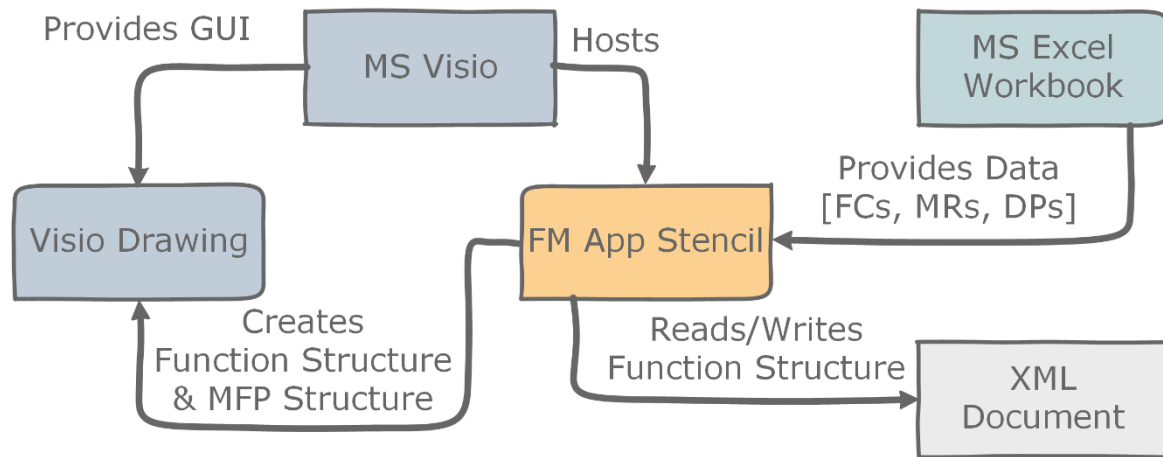 Provides GUI
MS Visio
Hosts
MS Excel
Workbook
Provides Data
[FCs, MRs, DPs]
Visio Drawing
FM App Stencil
Creates
Function Structure
& MFP Structure
Reads/Writes
Function Structure
XML
Document